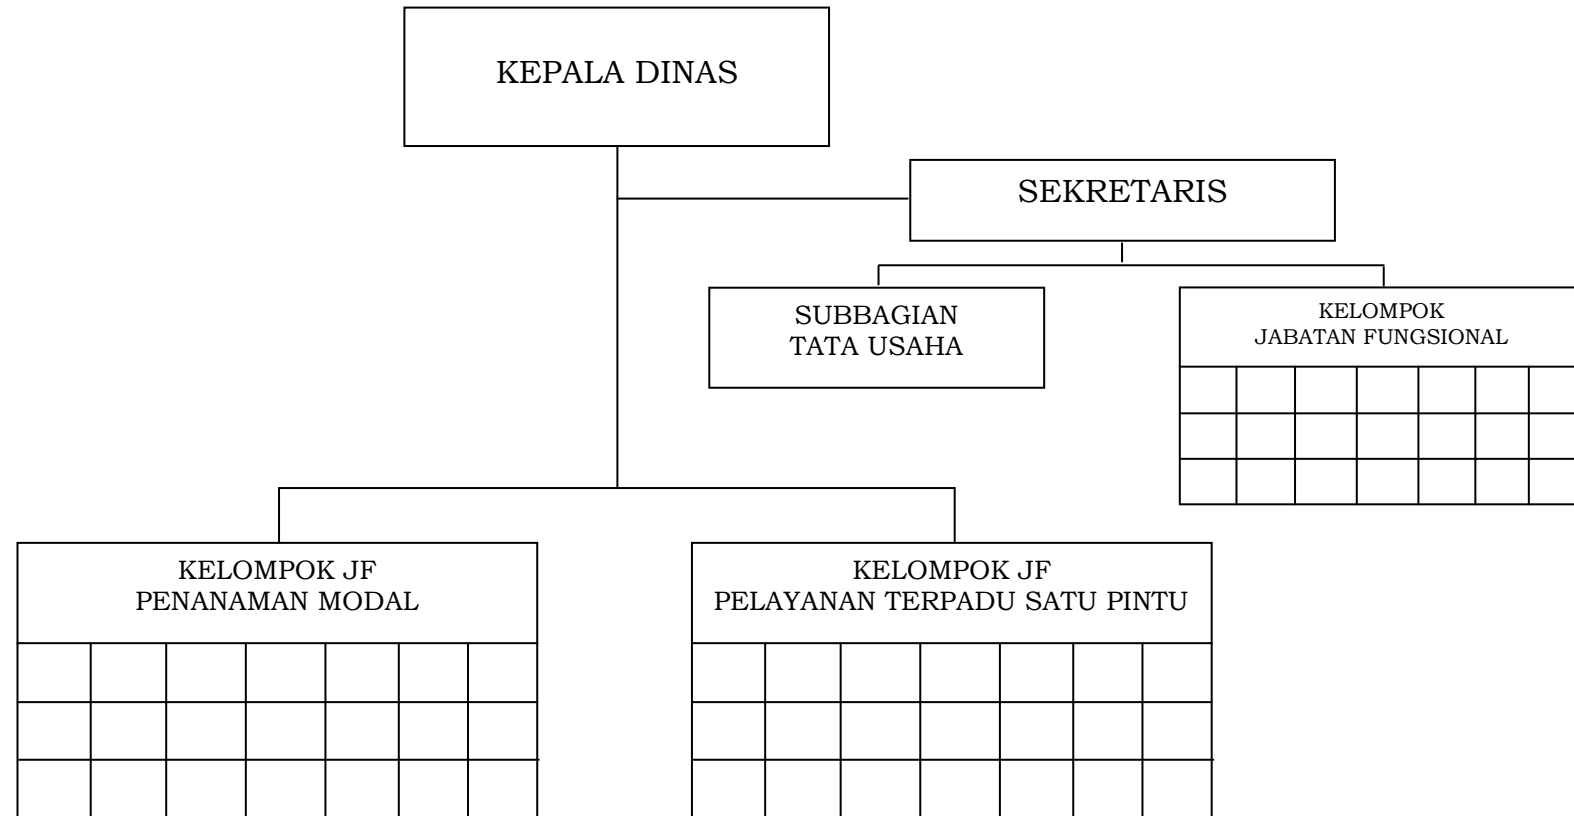 KEPALA DINAS
SEKRETARIS
SUBBAGIAN
TATA USAHA
KELOMPOK
JABATAN FUNGSIONAL
KELOMPOK JF
PENANAMAN MODAL
KELOMPOK JF
PELAYANAN TERPADU SATU PINTU